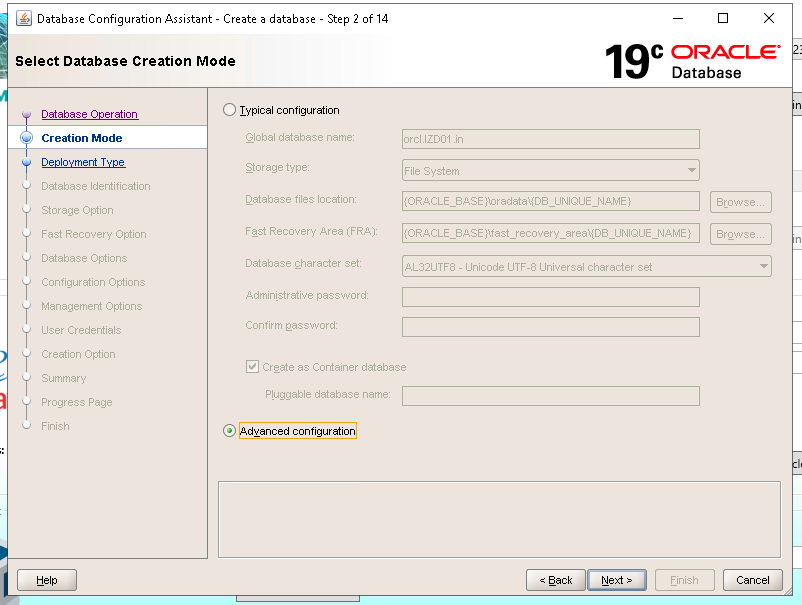 Database Configuration Assistant - Create a database - Step 2 of 14
Select Database Creation Mode
19c ORACLE
Database
Database Operation
Creation Mode
Deployment Type
Database Identification
Storage Option
Fast Recovery Option
Database Options
Configuration Options
Management Options
User Credentials
Creation Option
Summary
Progress Page
Finish
Typical configuration
Global database name: orcl.IZD01.in
Storage type: File System
Database files location: {ORACLE_BASE}\oradata\{DB_UNIQUE_NAME} Browse...
Fast Recovery Area (FRA): {ORACLE_BASE}\fast_recovery_area\{DB_UNIQUE_NAME} Browse...
Database character set: AL32UTF8 - Unicode UTF-8 Universal character set
Administrative password:
Confirm password:
Create as Container database
Pluggable database name:
Advanced configuration
Help < Back Next > Finish Cancel